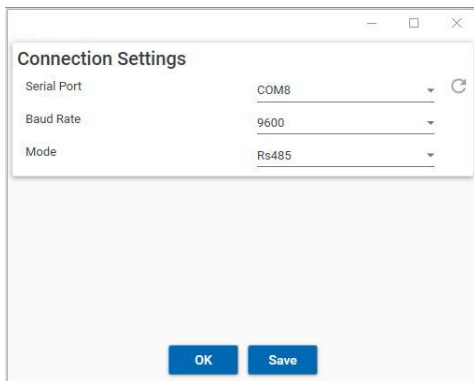 Connection Settings
Serial Port COM8
Baud Rate 9600
Mode Rs485
OK Save